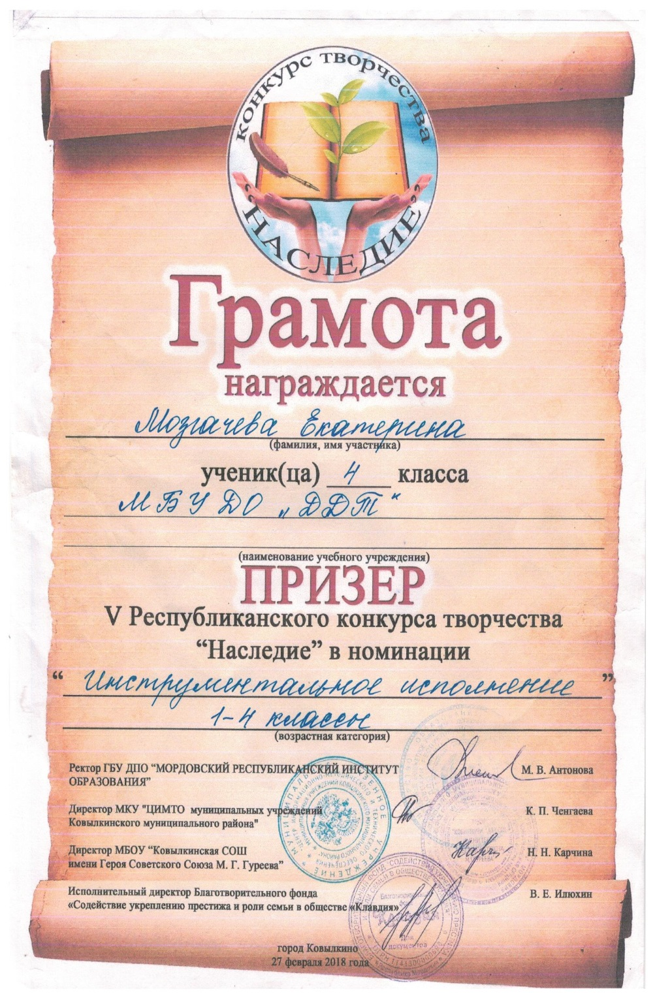 конкурс творчества
“НАСЛЕДИЕ”
Грамота
награждается
Мозгачева Екатерина
(фамилия, имя участника)
ученик(ца) 4 класса
МБУ ДО „ДДТ“
(наименование учебного учреждения)
ПРИЗЕР
V Республиканского конкурса творчества
“Наследие” в номинации
“ Инструментальное исполнение ”
1-4 классы
(возрастная категория)
Ректор ГБУ ДПО “МОРДОВСКИЙ РЕСПУБЛИКАНСКИЙ ИНСТИТУТ
ОБРАЗОВАНИЯ”
М. В. Антонова
Директор МКУ "ЦИМТО муниципальных учреждений
Ковылкинского муниципального района"
К. П. Ченгаева
Директор МБОУ “Ковылкинская СОШ
имени Героя Советского Союза М. Г. Гуреева”
Н. Н. Карчина
Исполнительный директор Благотворительного фонда
«Содействие укреплению престижа и роли семьи в обществе «Клавдия»
В. Е. Илюхин
Для
документов
город Ковылкино
27 февраля 2018 года